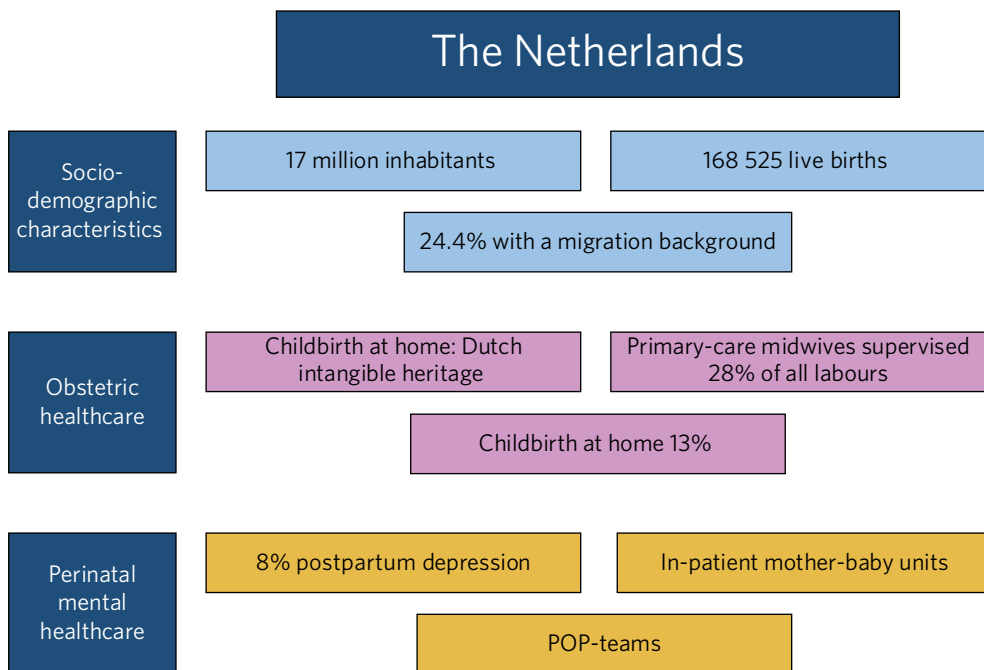 The Netherlands
Socio-
demographic
characteristics
17 million inhabitants
168 525 live births
24.4% with a migration background
Obstetric
healthcare
Childbirth at home: Dutch
intangible heritage
Primary-care midwives supervised
28% of all labours
Childbirth at home 13%
Perinatal
mental
healthcare
8% postpartum depression
In-patient mother-baby units
POP-teams